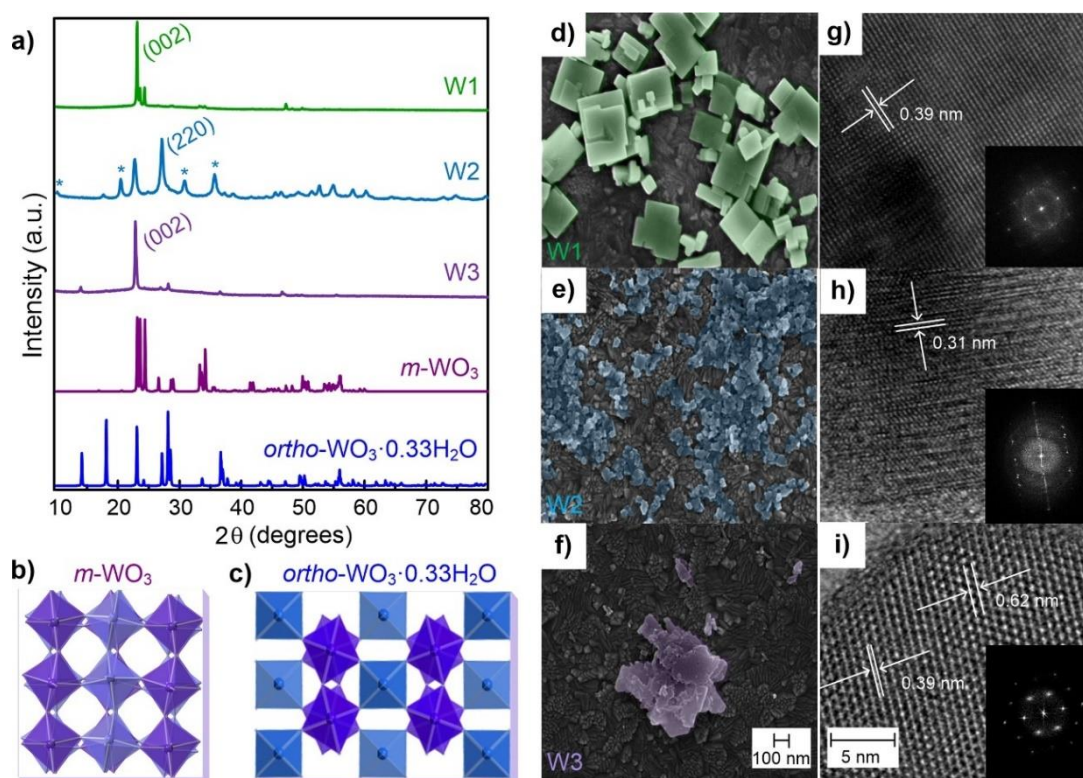 a)
(002)
W1
(220)
*
*
*
*
W2
(002)
W3
m-WO₃
ortho-WO₃·0.33H₂O
Intensity (a.u.)
10 20 30 40 50 60 70 80
2θ (degrees)
b)
m-WO₃
c)
ortho-WO₃·0.33H₂O
d)
W1
e)
W2
f)
W3
100 nm
g)
0.39 nm
h)
0.31 nm
i)
0.62 nm
0.39 nm
5 nm